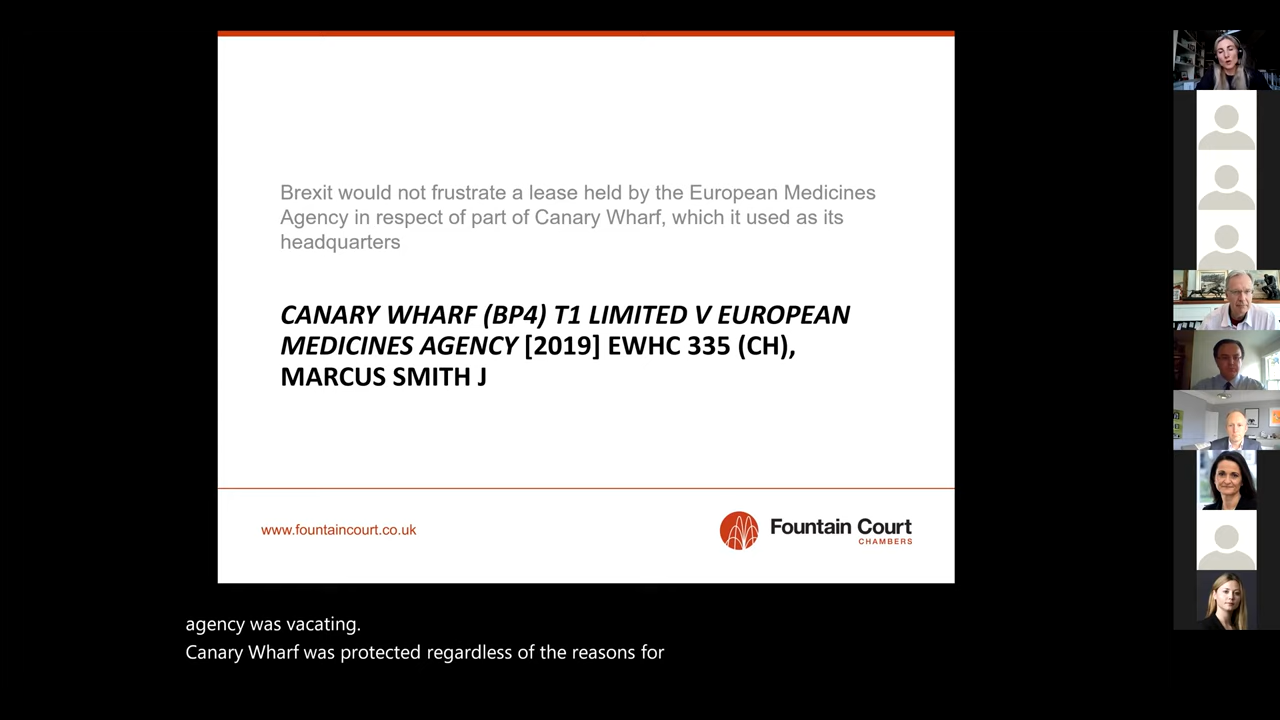 Brexit would not frustrate a lease held by the European Medicines
Agency in respect of part of Canary Wharf, which it used as its
headquarters
CANARY WHARF (BP4) T1 LIMITED V EUROPEAN
MEDICINES AGENCY [2019] EWHC 335 (CH),
MARCUS SMITH J
www.fountaincourt.co.uk
Fountain Court
CHAMBERS
agency was vacating.
Canary Wharf was protected regardless of the reasons for